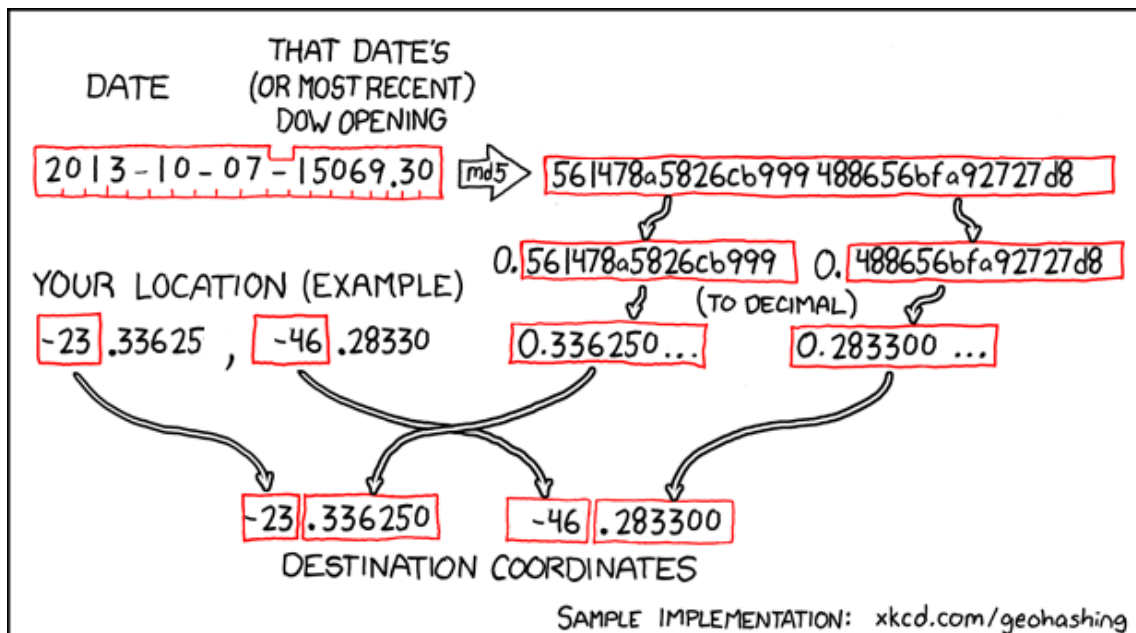 DATE
THAT DATE'S
(OR MOST RECENT)
DOW OPENING
2013-10-07-15069.30
md5
561478a5826cb999488656bfa92727d8
0.561478a5826cb999
0.488656bfa92727d8
(TO DECIMAL)
YOUR LOCATION (EXAMPLE)
-23.33625, -46.28330
0.336250...
0.283300 ...
-23.336250
-46.283300
DESTINATION COORDINATES
SAMPLE IMPLEMENTATION: xkcd.com/geohashing